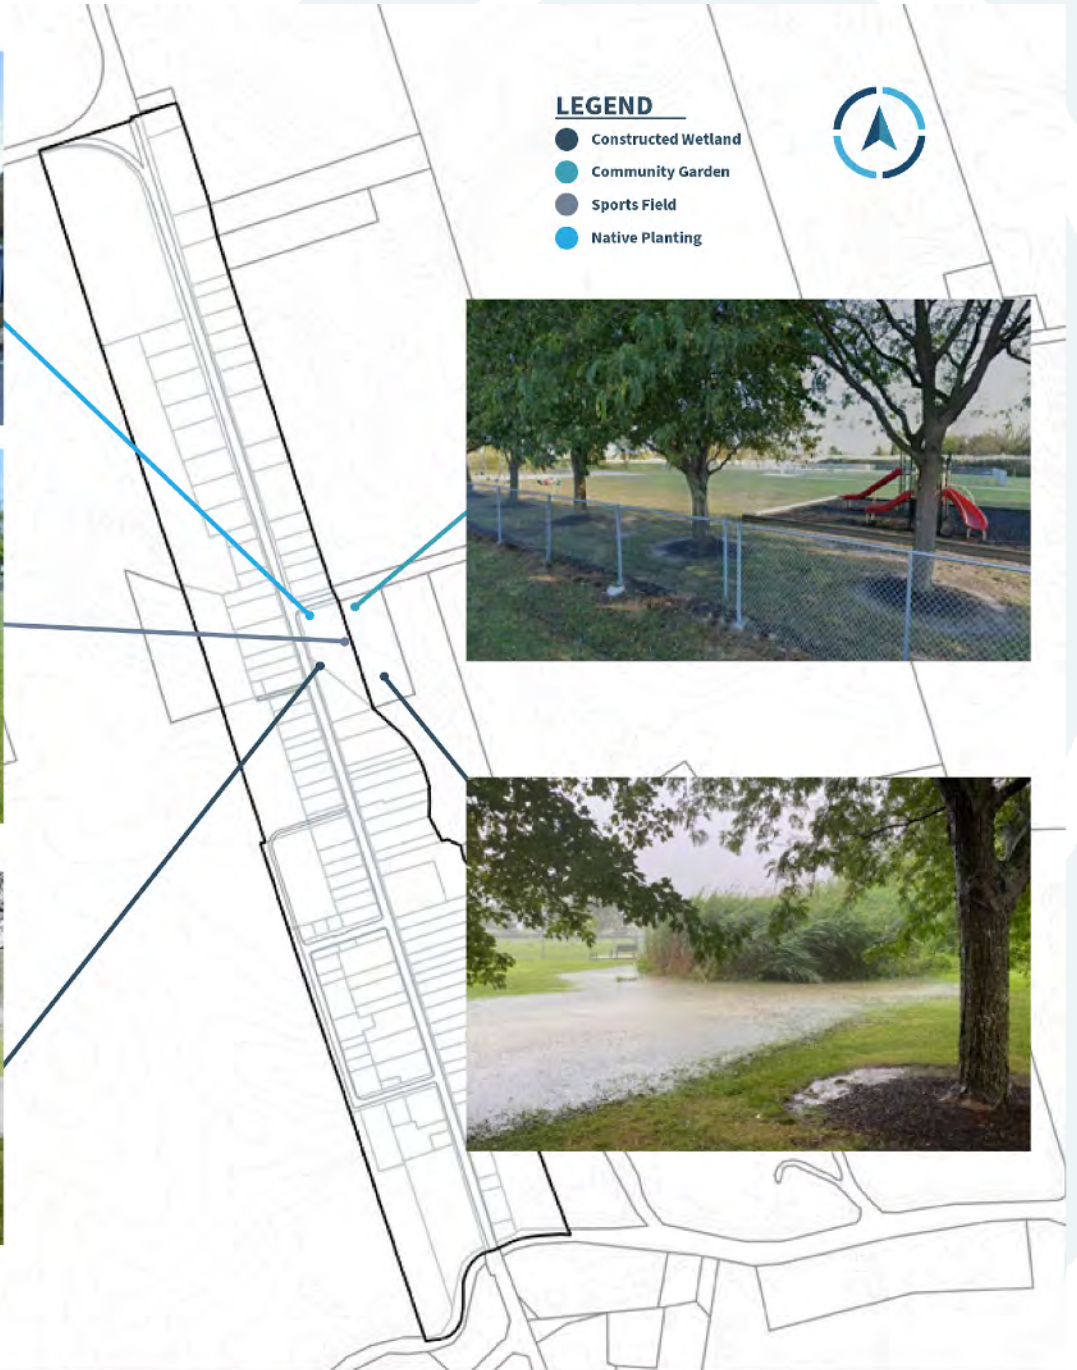 LEGEND
Constructed Wetland
Community Garden
Sports Field
Native Planting